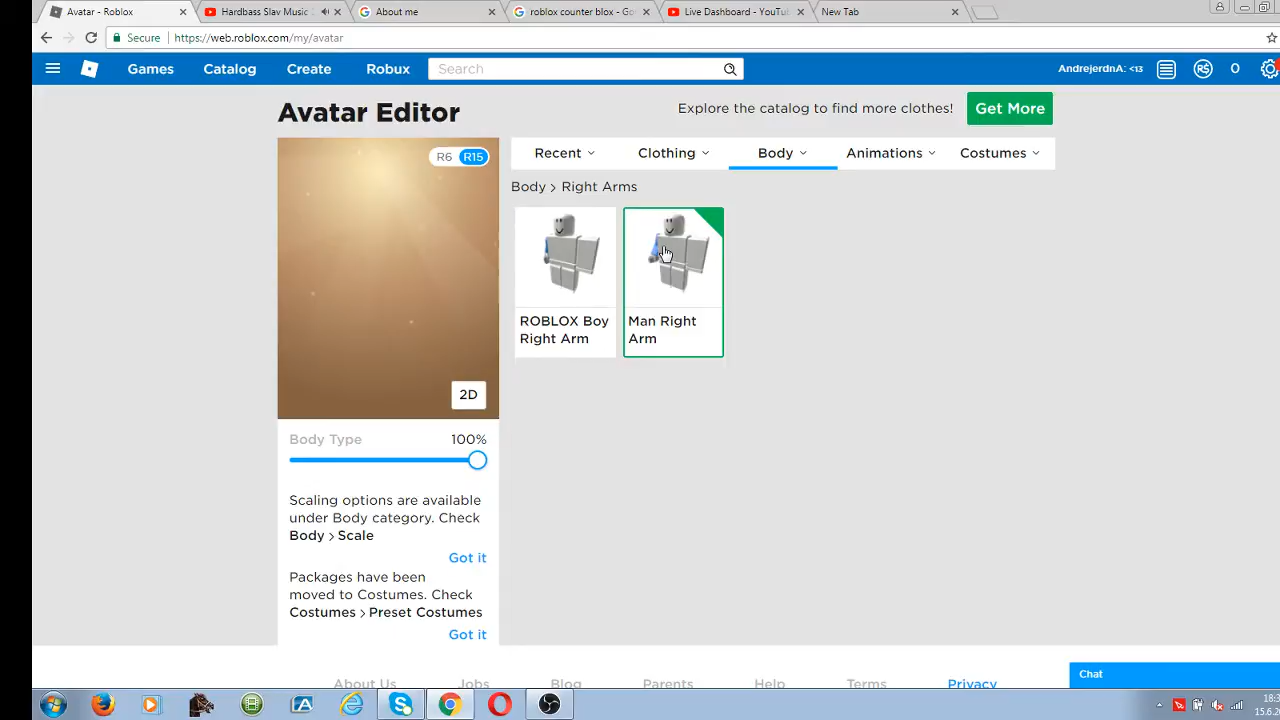 Avatar - Roblox
Hardbass Slav Music
About me
roblox counter blox - Go
Live Dashboard - YouTu
New Tab
Secure
https://web.roblox.com/my/avatar
Games
Catalog
Create
Robux
Search
AndrejerdnA: <13
R$
0
Avatar Editor
Explore the catalog to find more clothes!
Get More
R6 R15
Recent
Clothing
Body
Animations
Costumes
Body > Right Arms
ROBLOX Boy
Right Arm
Man Right
Arm
2D
Body Type
100%
Scaling options are available
under Body category. Check
Body > Scale
Got it
Packages have been
moved to Costumes. Check
Costumes > Preset Costumes
Got it
About Us
Jobs
Blog
Parents
Help
Terms
Privacy
Chat
18:3
15.6.2